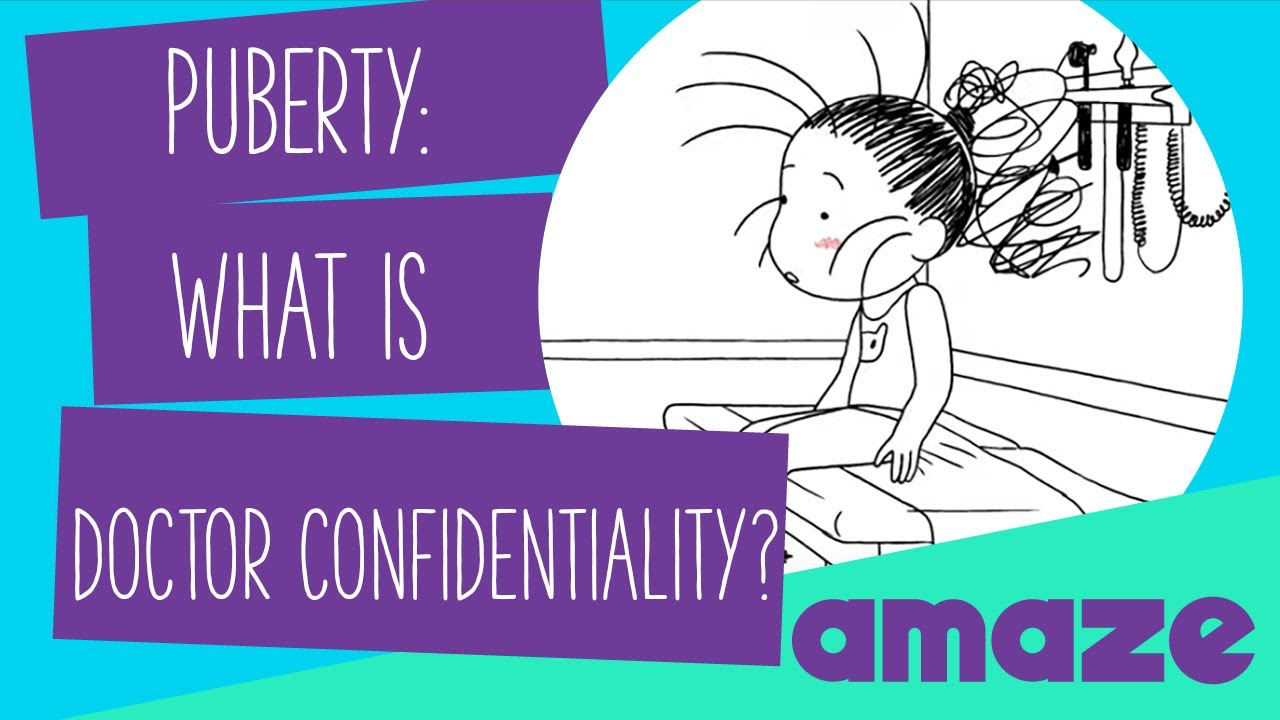 PUBERTY:
WHAT IS
DOCTOR CONFIDENTIALITY?
amaze